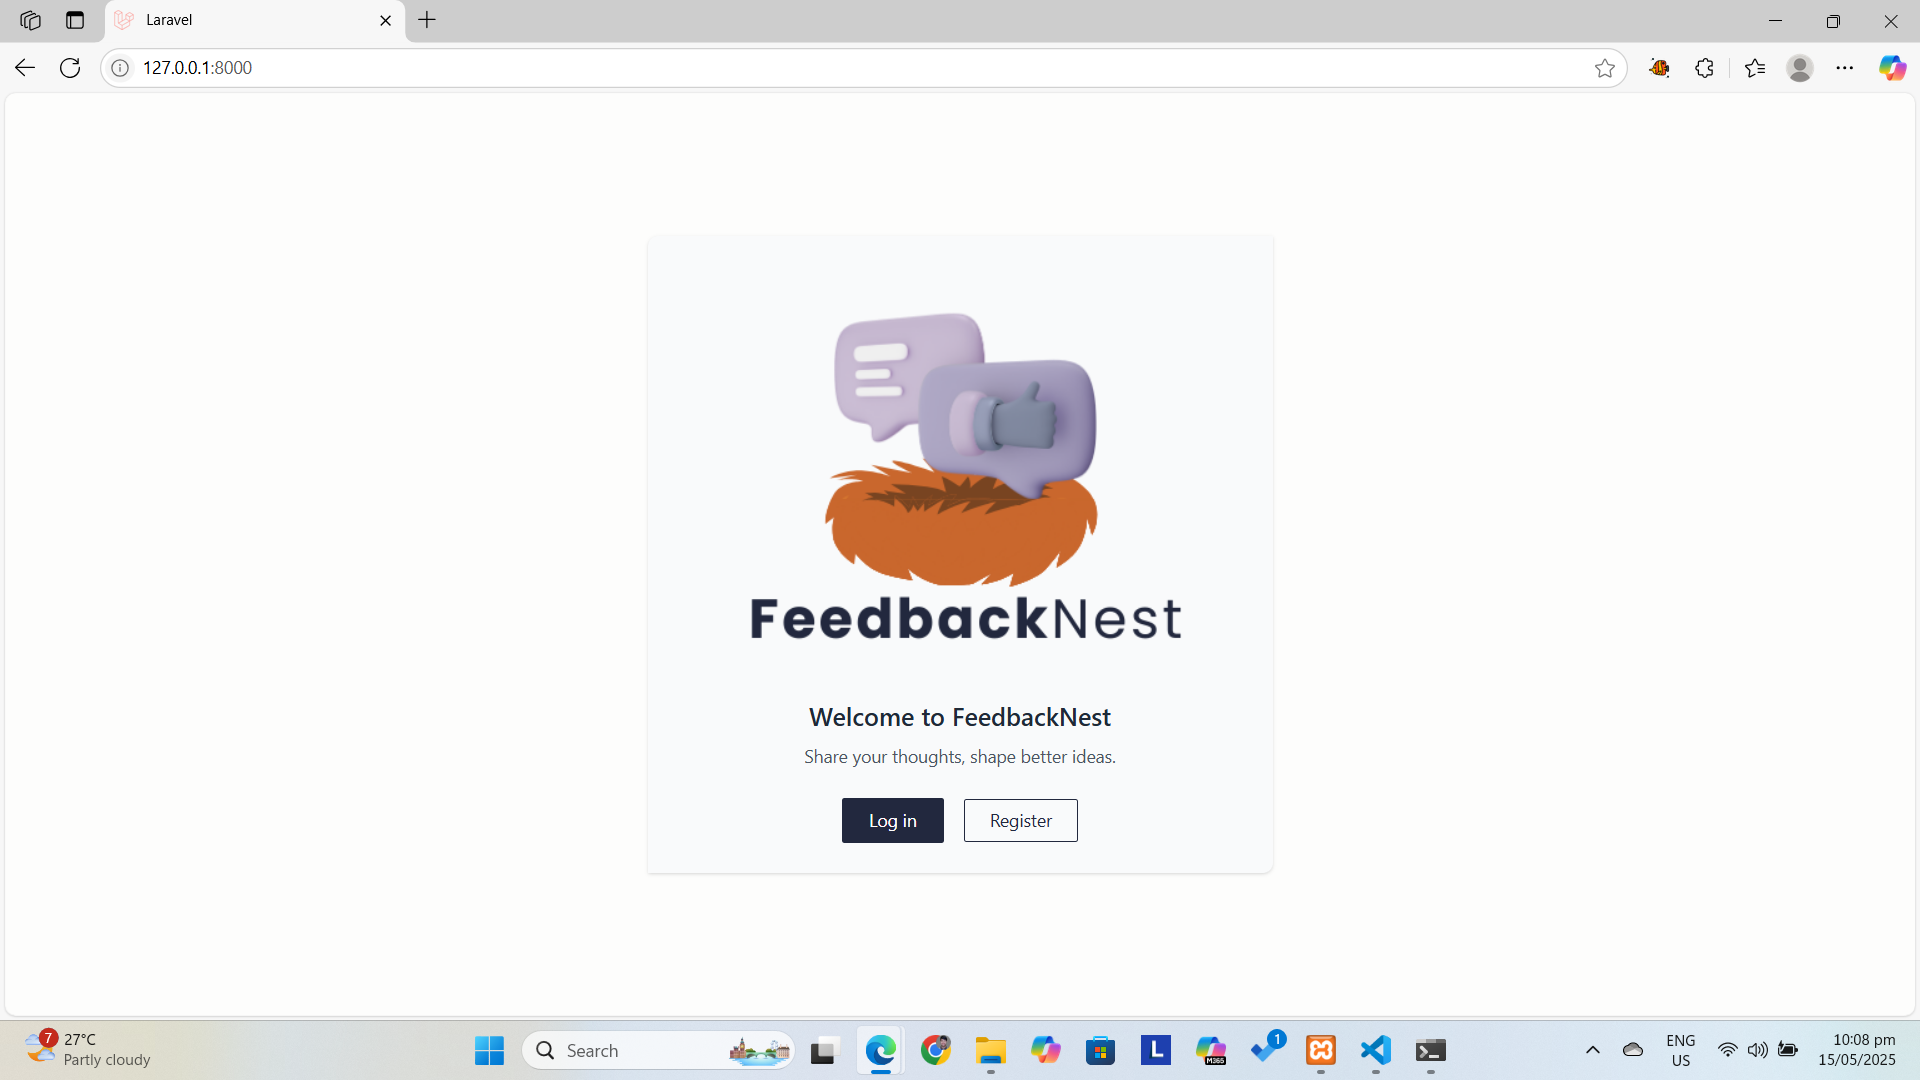 Laravel
127.0.0.1:8000
FeedbackNest
Welcome to FeedbackNest
Share your thoughts, shape better ideas.
Log in
Register
7
27°C
Partly cloudy
Search
L
M365
1
ENG
US
10:08 pm
15/05/2025